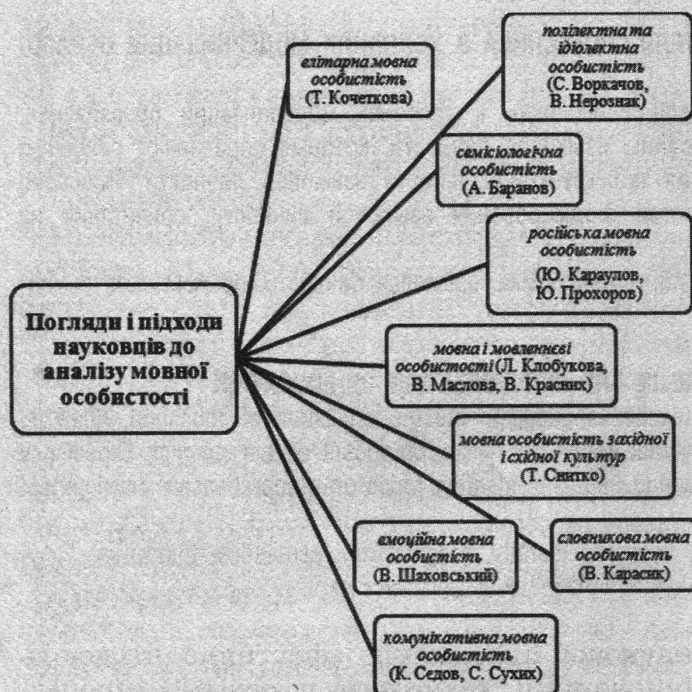 елітарна мовна
особистість
(Т. Кочеткова)
полілектна та
ідіолектна
особистість
(С. Воркачов,
В. Нерознак)
семісіологічна
особистість
(А. Баранов)
російська мовна
особистість
(Ю. Караулов,
Ю. Прохоров)
Погляди і підходи
науковців до
аналізу мовної
особистості
мовна і мовленнєві
особистості (Л. Клобукова,
В. Маслова, В. Красних)
мовна особистість західної
і східної культур
(Т. Снитко)
емоційна мовна
особистість
(В. Шаховський)
словникова мовна
особистість
(В. Карасик)
комунікативна мовна
особистість
(К. Седов, С. Сухих)